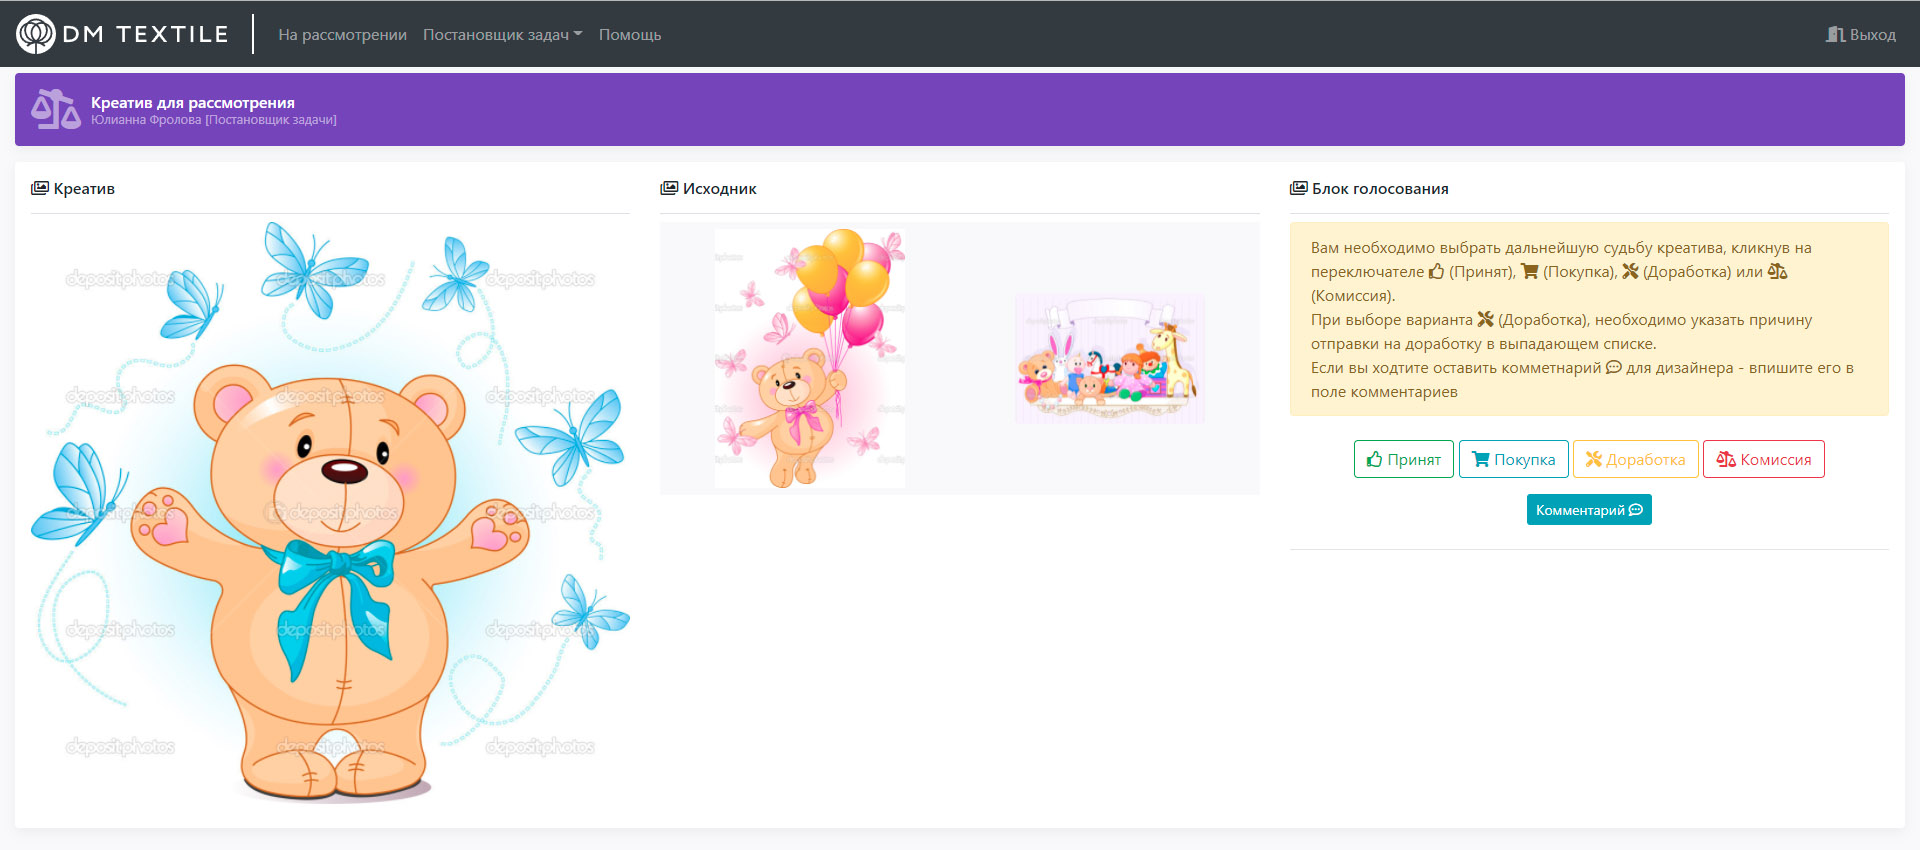 DM TEXTILE
На рассмотрении Постановщик задач Помощь
Выход
Креатив для рассмотрения
Юлианна Фролова [Постановщик задачи]
Креатив
depositphotos depositphotos depositphotos
depositphotos depositphotos depositphotos
depositphotos depositphotos
depositphotos depositphotos depositphotos
depositphotos depositphotos depositphotos
Исходник
Блок голосования
Вам необходимо выбрать дальнейшую судьбу креатива, кликнув на
переключателе (Принят), (Покупка), (Доработка) или
(Комиссия).
При выборе варианта (Доработка), необходимо указать причину
отправки на доработку в выпадающем списке.
Если вы ходтите оставить комметнарий для дизайнера - впишите его в
поле комментариев
Принят Покупка Доработка Комиссия
Комментарий